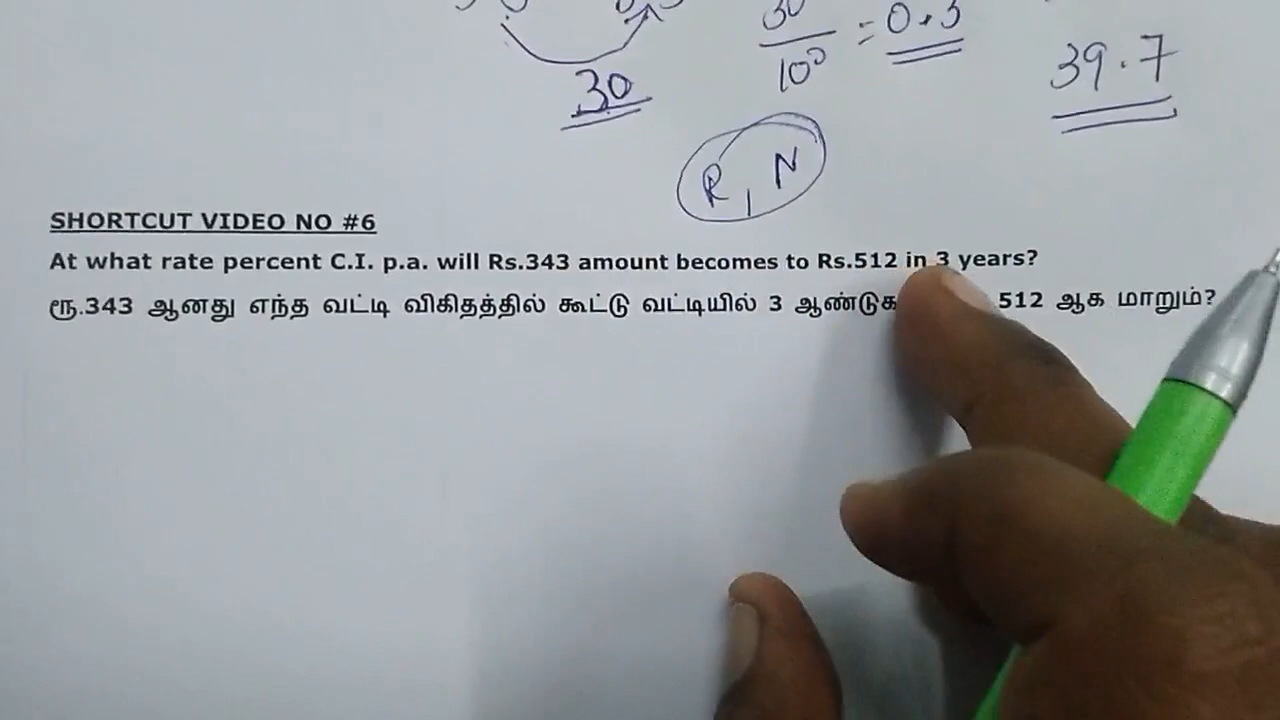 30
30
100
= 0.3
39.7
R, N
SHORTCUT VIDEO NO #6
At what rate percent C.I. p.a. will Rs.343 amount becomes to Rs.512 in 3 years?
ரூ.343 ஆனது எந்த வட்டி விகிதத்தில் கூட்டு வட்டியில் 3 512 ஆக மாறும்?